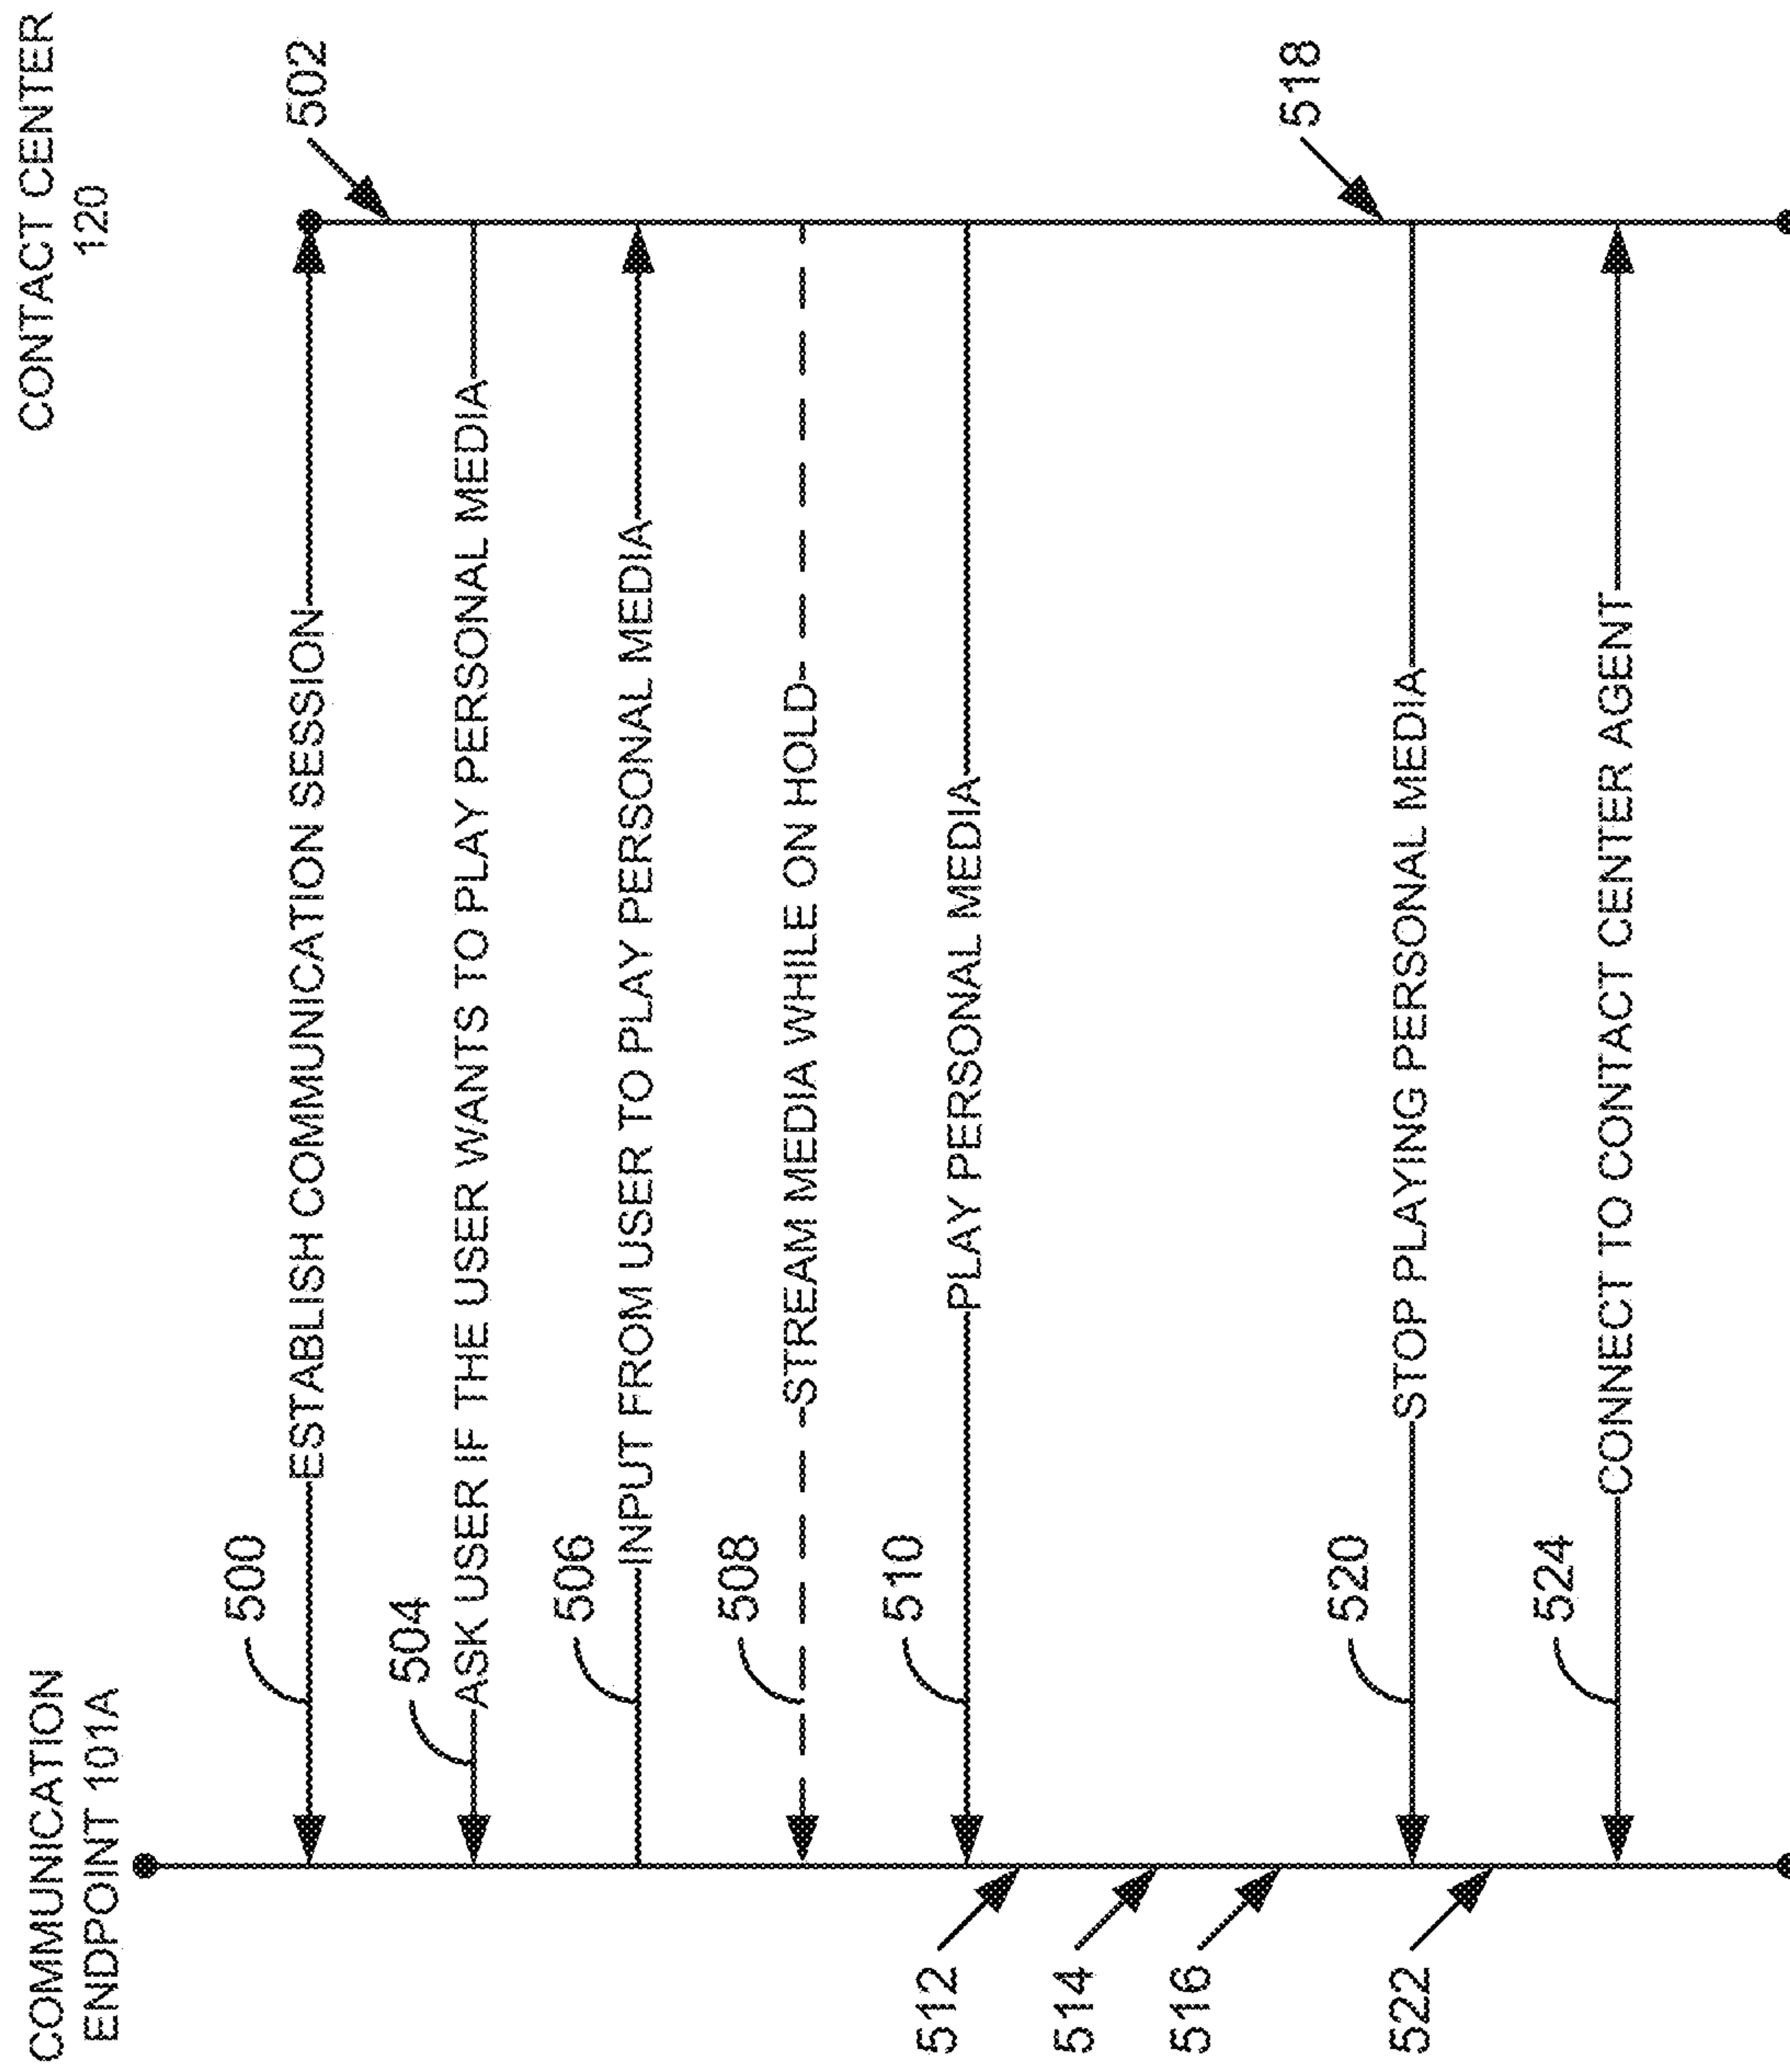 COMMUNICATION
ENDPOINT 101A
CONTACT CENTER
120
500
ESTABLISH COMMUNICATION SESSION
502
504
ASK USER IF THE USER WANTS TO PLAY PERSONAL MEDIA
506
INPUT FROM USER TO PLAY PERSONAL MEDIA
508
STREAM MEDIA WHILE ON HOLD
510
PLAY PERSONAL MEDIA
512
514
516
518
520
STOP PLAYING PERSONAL MEDIA
522
524
CONNECT TO CONTACT CENTER AGENT